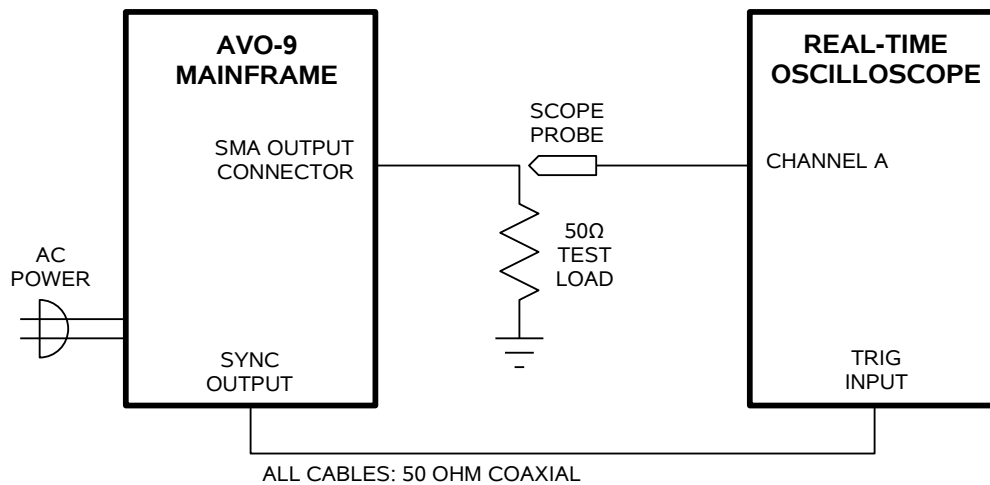 AVO-9
MAINFRAME
REAL-TIME
OSCILLOSCOPE
SCOPE
PROBE
SMA OUTPUT
CONNECTOR
CHANNEL A
50Ω
TEST
LOAD
AC
POWER
SYNC
OUTPUT
TRIG
INPUT
ALL CABLES: 50 OHM COAXIAL